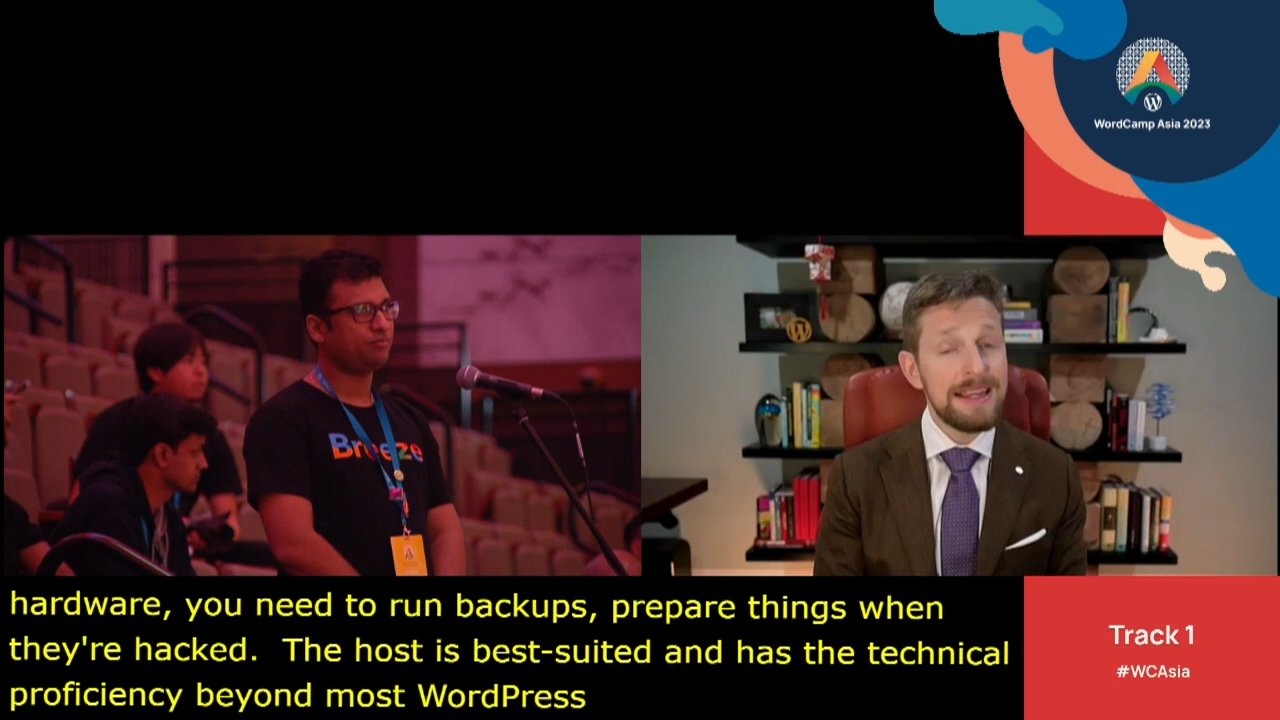 WordCamp Asia 2023
Breeze
hardware, you need to run backups, prepare things when
they're hacked.  The host is best-suited and has the technical
proficiency beyond most WordPress
Track 1
#WCAsia